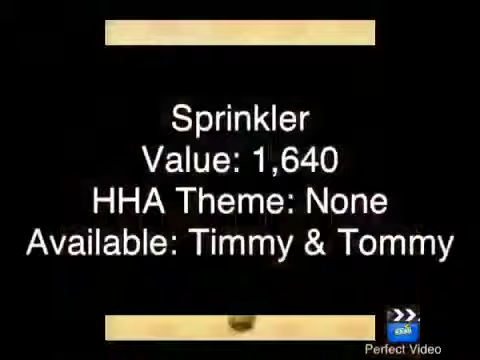 Sprinkler
Value: 1,640
HHA Theme: None
Available: Timmy & Tommy
Perfect Video